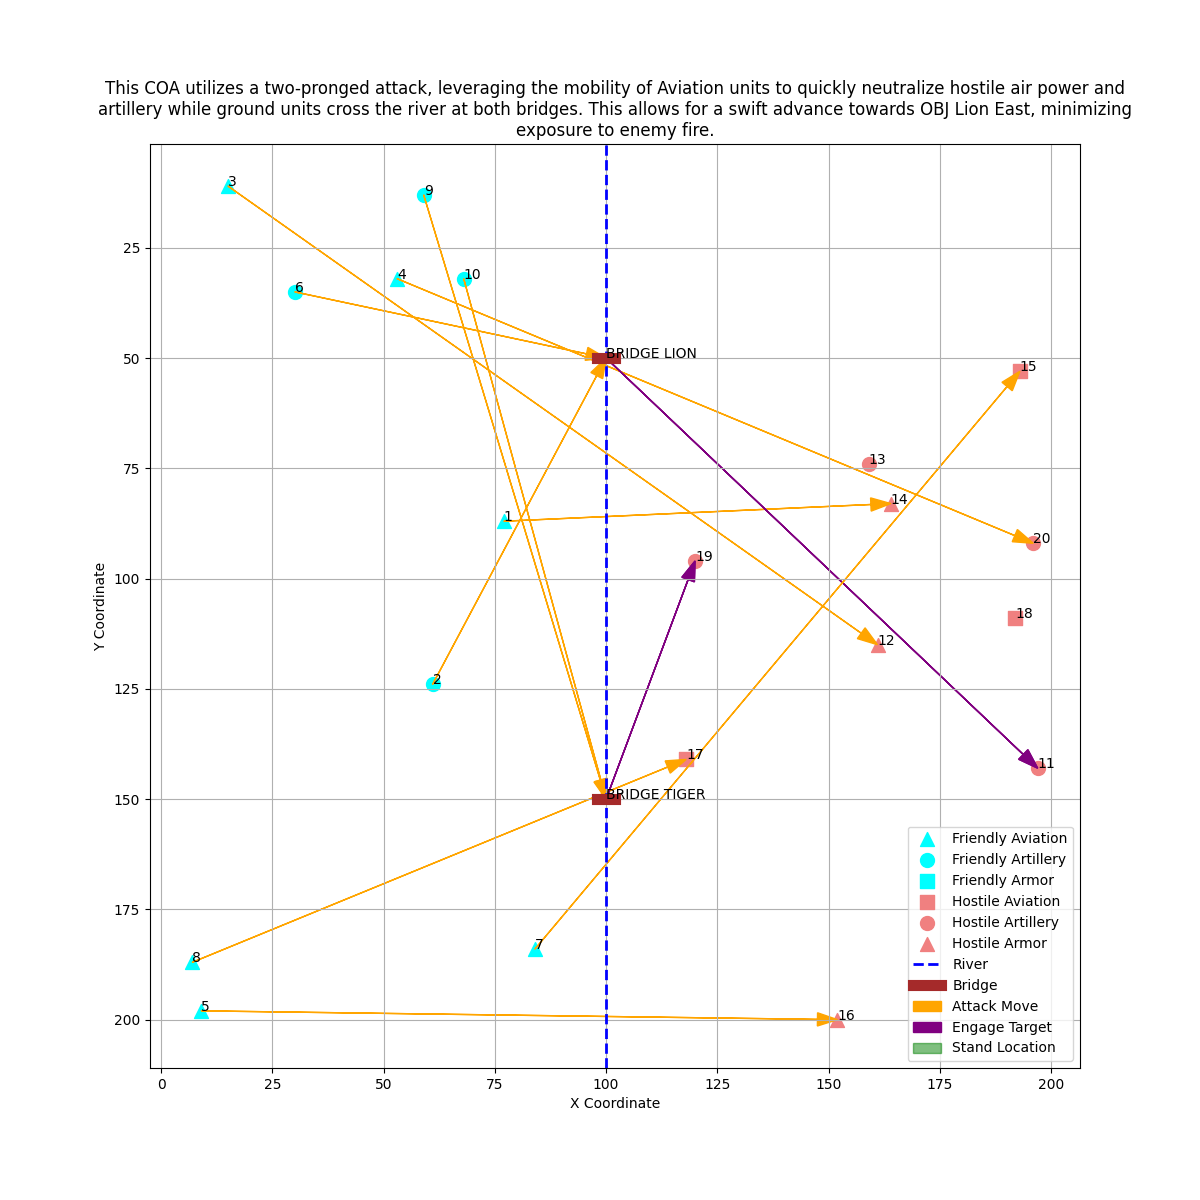 This COA utilizes a two-pronged attack, leveraging the mobility of Aviation units to quickly neutralize hostile air power and
artillery while ground units cross the river at both bridges. This allows for a swift advance towards OBJ Lion East, minimizing
exposure to enemy fire.
3
9
4
10
6
25
50
BRIDGE LION
15
13
75
14
1
20
19
100
18
12
2
125
17
11
BRIDGE TIGER
150
175
7
8
5
16
200
Y Coordinate
Friendly Aviation
Friendly Artillery
Friendly Armor
Hostile Aviation
Hostile Artillery
Hostile Armor
River
Bridge
Attack Move
Engage Target
Stand Location
0 25 50 75 100 125 150 175 200
X Coordinate